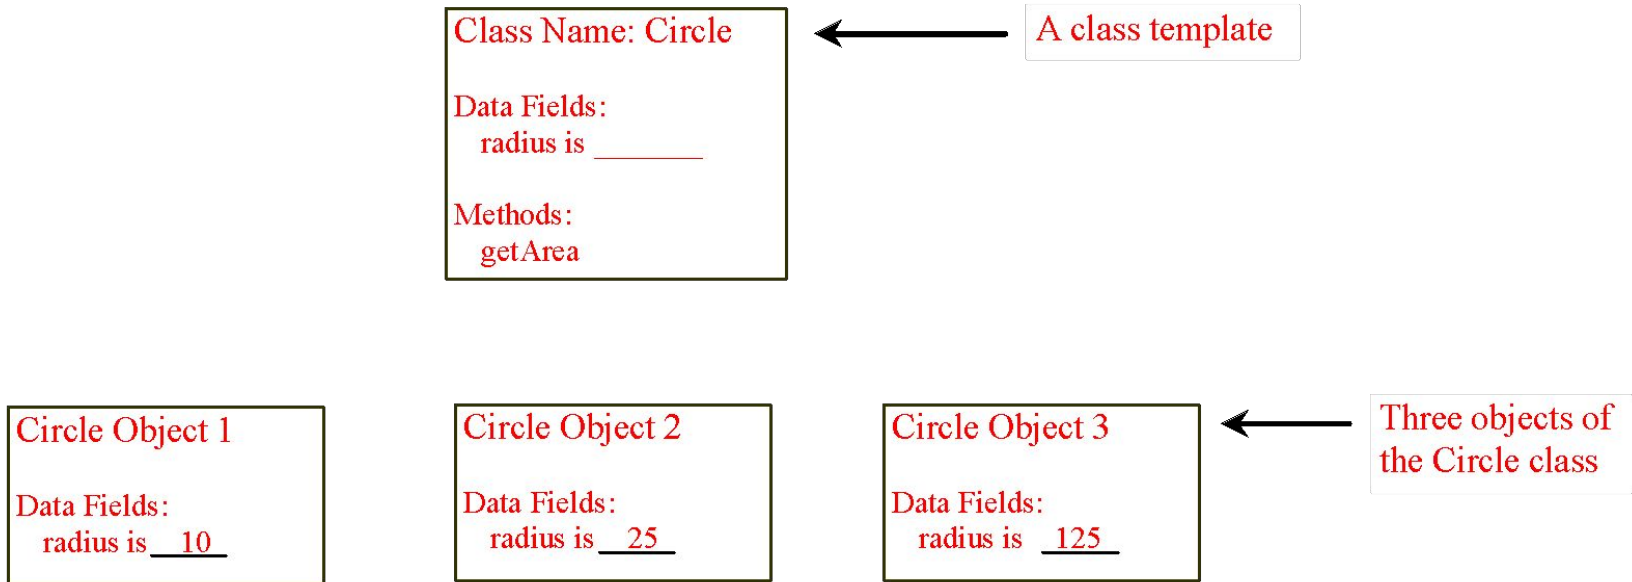 Class Name: Circle
A class template
Data Fields:
radius is _______
Methods:
getArea
Circle Object 1
Data Fields:
radius is 10
Circle Object 2
Data Fields:
radius is 25
Circle Object 3
Data Fields:
radius is 125
Three objects of
the Circle class